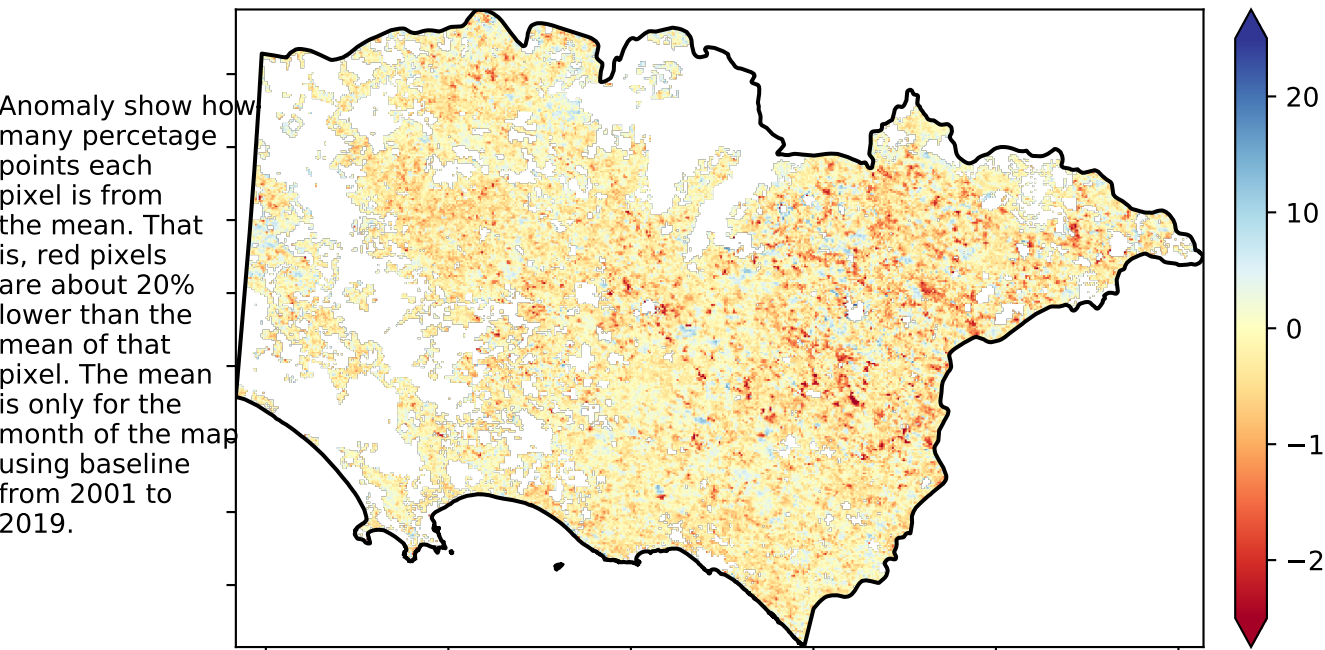 Anomaly show how
many percetage
points each
pixel is from
the mean. That
is, red pixels
are about 20%
lower than the
mean of that
pixel. The mean
is only for the
month of the map
using baseline
from 2001 to
2019.
20
10
0
−1
−2